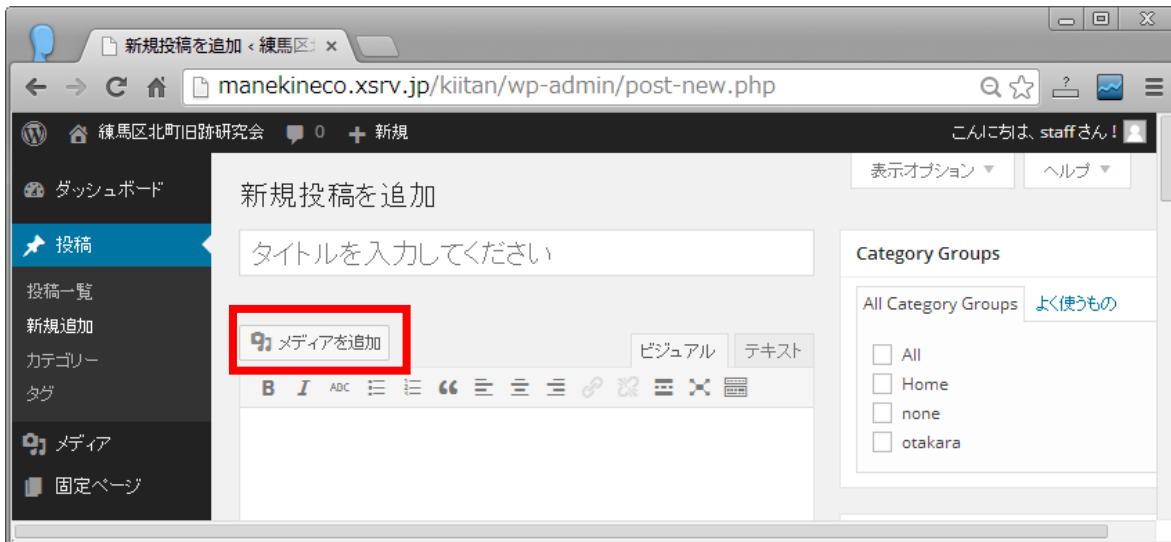 新規投稿を追加 ‹ 練馬区
manekineco.xsrv.jp/kiitan/wp-admin/post-new.php
練馬区北町旧跡研究会 0 新規 こんにちは、staffさん!
ダッシュボード
投稿
投稿一覧
新規追加
カテゴリー
タグ
メディア
固定ページ
表示オプション ▼ ヘルプ ▼
新規投稿を追加
タイトルを入力してください
メディアを追加
ビジュアル テキスト
B I ABC
Category Groups
All Category Groups よく使うもの
All
Home
none
otakara